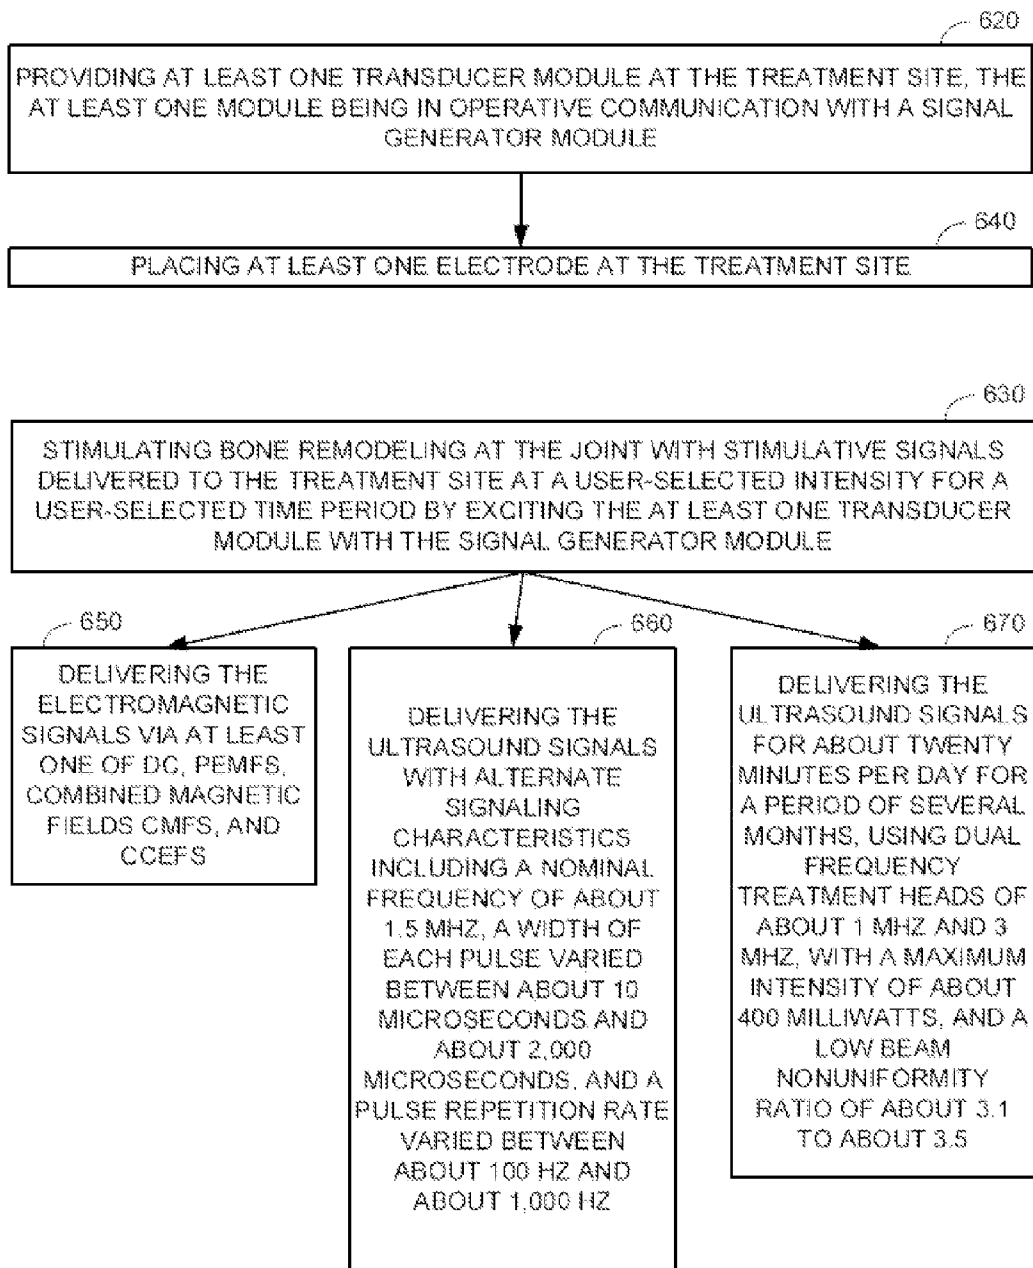 620
PROVIDING AT LEAST ONE TRANSDUCER MODULE AT THE TREATMENT SITE, THE
AT LEAST ONE MODULE BEING IN OPERATIVE COMMUNICATION WITH A SIGNAL
GENERATOR MODULE
640
PLACING AT LEAST ONE ELECTRODE AT THE TREATMENT SITE
630
STIMULATING BONE REMODELING AT THE JOINT WITH STIMULATIVE SIGNALS
DELIVERED TO THE TREATMENT SITE AT A USER-SELECTED INTENSITY FOR A
USER-SELECTED TIME PERIOD BY EXCITING THE AT LEAST ONE TRANSDUCER
MODULE WITH THE SIGNAL GENERATOR MODULE
650
DELIVERING THE
ELECTROMAGNETIC
SIGNALS VIA AT LEAST
ONE OF DC, PEMFS,
COMBINED MAGNETIC
FIELDS CMFS, AND
CCEFS
660
DELIVERING THE
ULTRASOUND SIGNALS
WITH ALTERNATE
SIGNALING
CHARACTERISTICS
INCLUDING A NOMINAL
FREQUENCY OF ABOUT
1.5 MHZ, A WIDTH OF
EACH PULSE VARIED
BETWEEN ABOUT 10
MICROSECONDS AND
ABOUT 2,000
MICROSECONDS, AND A
PULSE REPETITION RATE
VARIED BETWEEN
ABOUT 100 HZ AND
ABOUT 1,000 HZ
670
DELIVERING THE
ULTRASOUND SIGNALS
FOR ABOUT TWENTY
MINUTES PER DAY FOR
A PERIOD OF SEVERAL
MONTHS, USING DUAL
FREQUENCY
TREATMENT HEADS OF
ABOUT 1 MHZ AND 3
MHZ, WITH A MAXIMUM
INTENSITY OF ABOUT
400 MILLIWATTS, AND A
LOW BEAM
NONUNIFORMITY
RATIO OF ABOUT 3.1
TO ABOUT 3.5